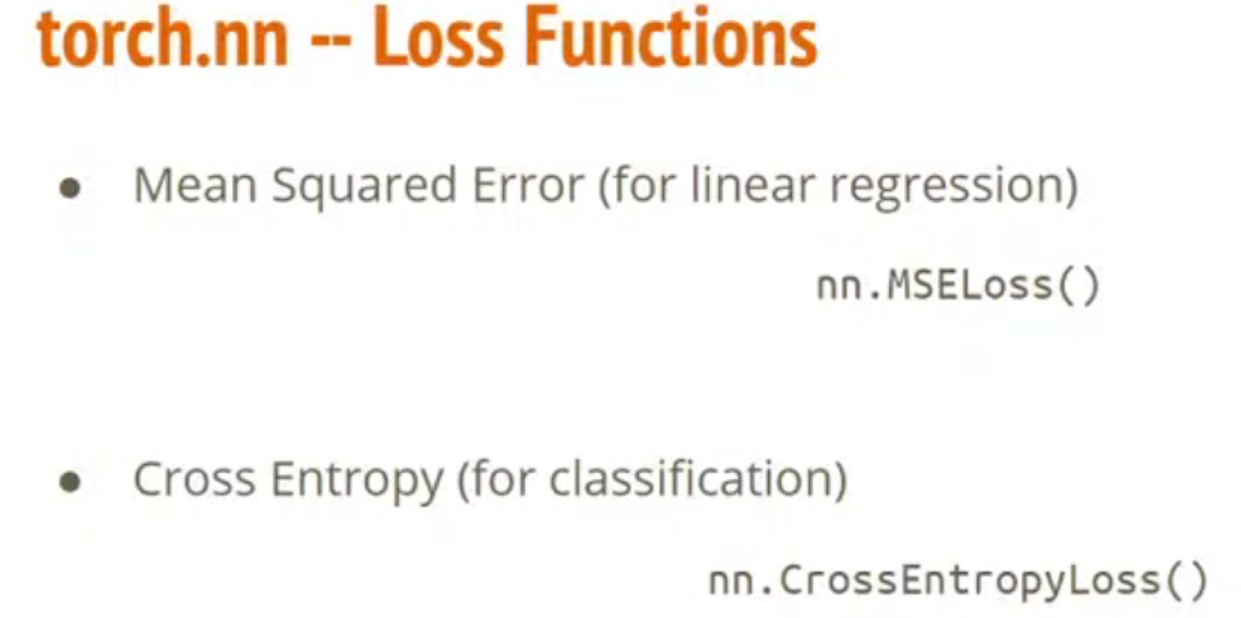 torch.nn -- Loss Functions
● Mean Squared Error (for linear regression)
nn.MSELoss()
● Cross Entropy (for classification)
nn.CrossEntropyLoss()